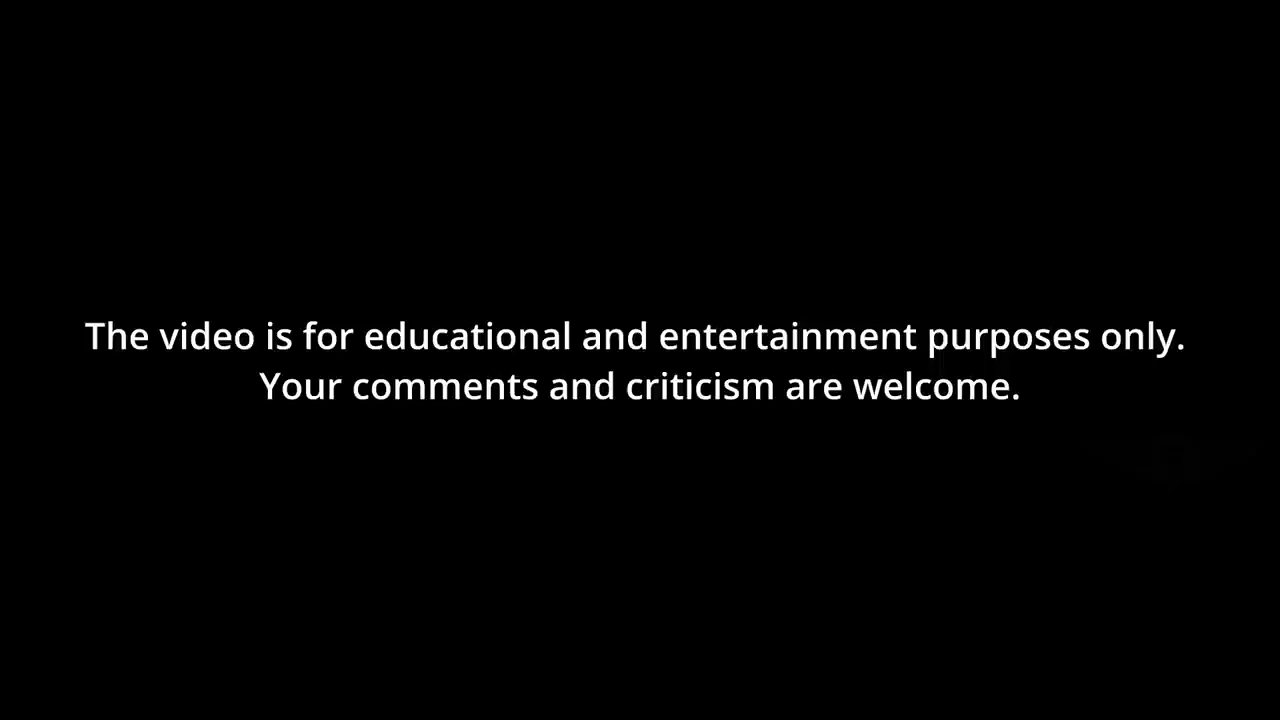 The video is for educational and entertainment purposes only.
Your comments and criticism are welcome.